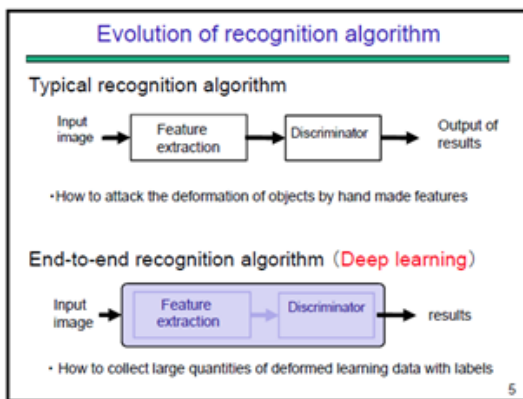 Evolution of recognition algorithm
Typical recognition algorithm
Input
image
Feature
extraction
Discriminator
Output of
results
・How to attack the deformation of objects by hand made features
End-to-end recognition algorithm（Deep learning）
Input
image
Feature
extraction
Discriminator
results
・How to collect large quantities of deformed learning data with labels
5